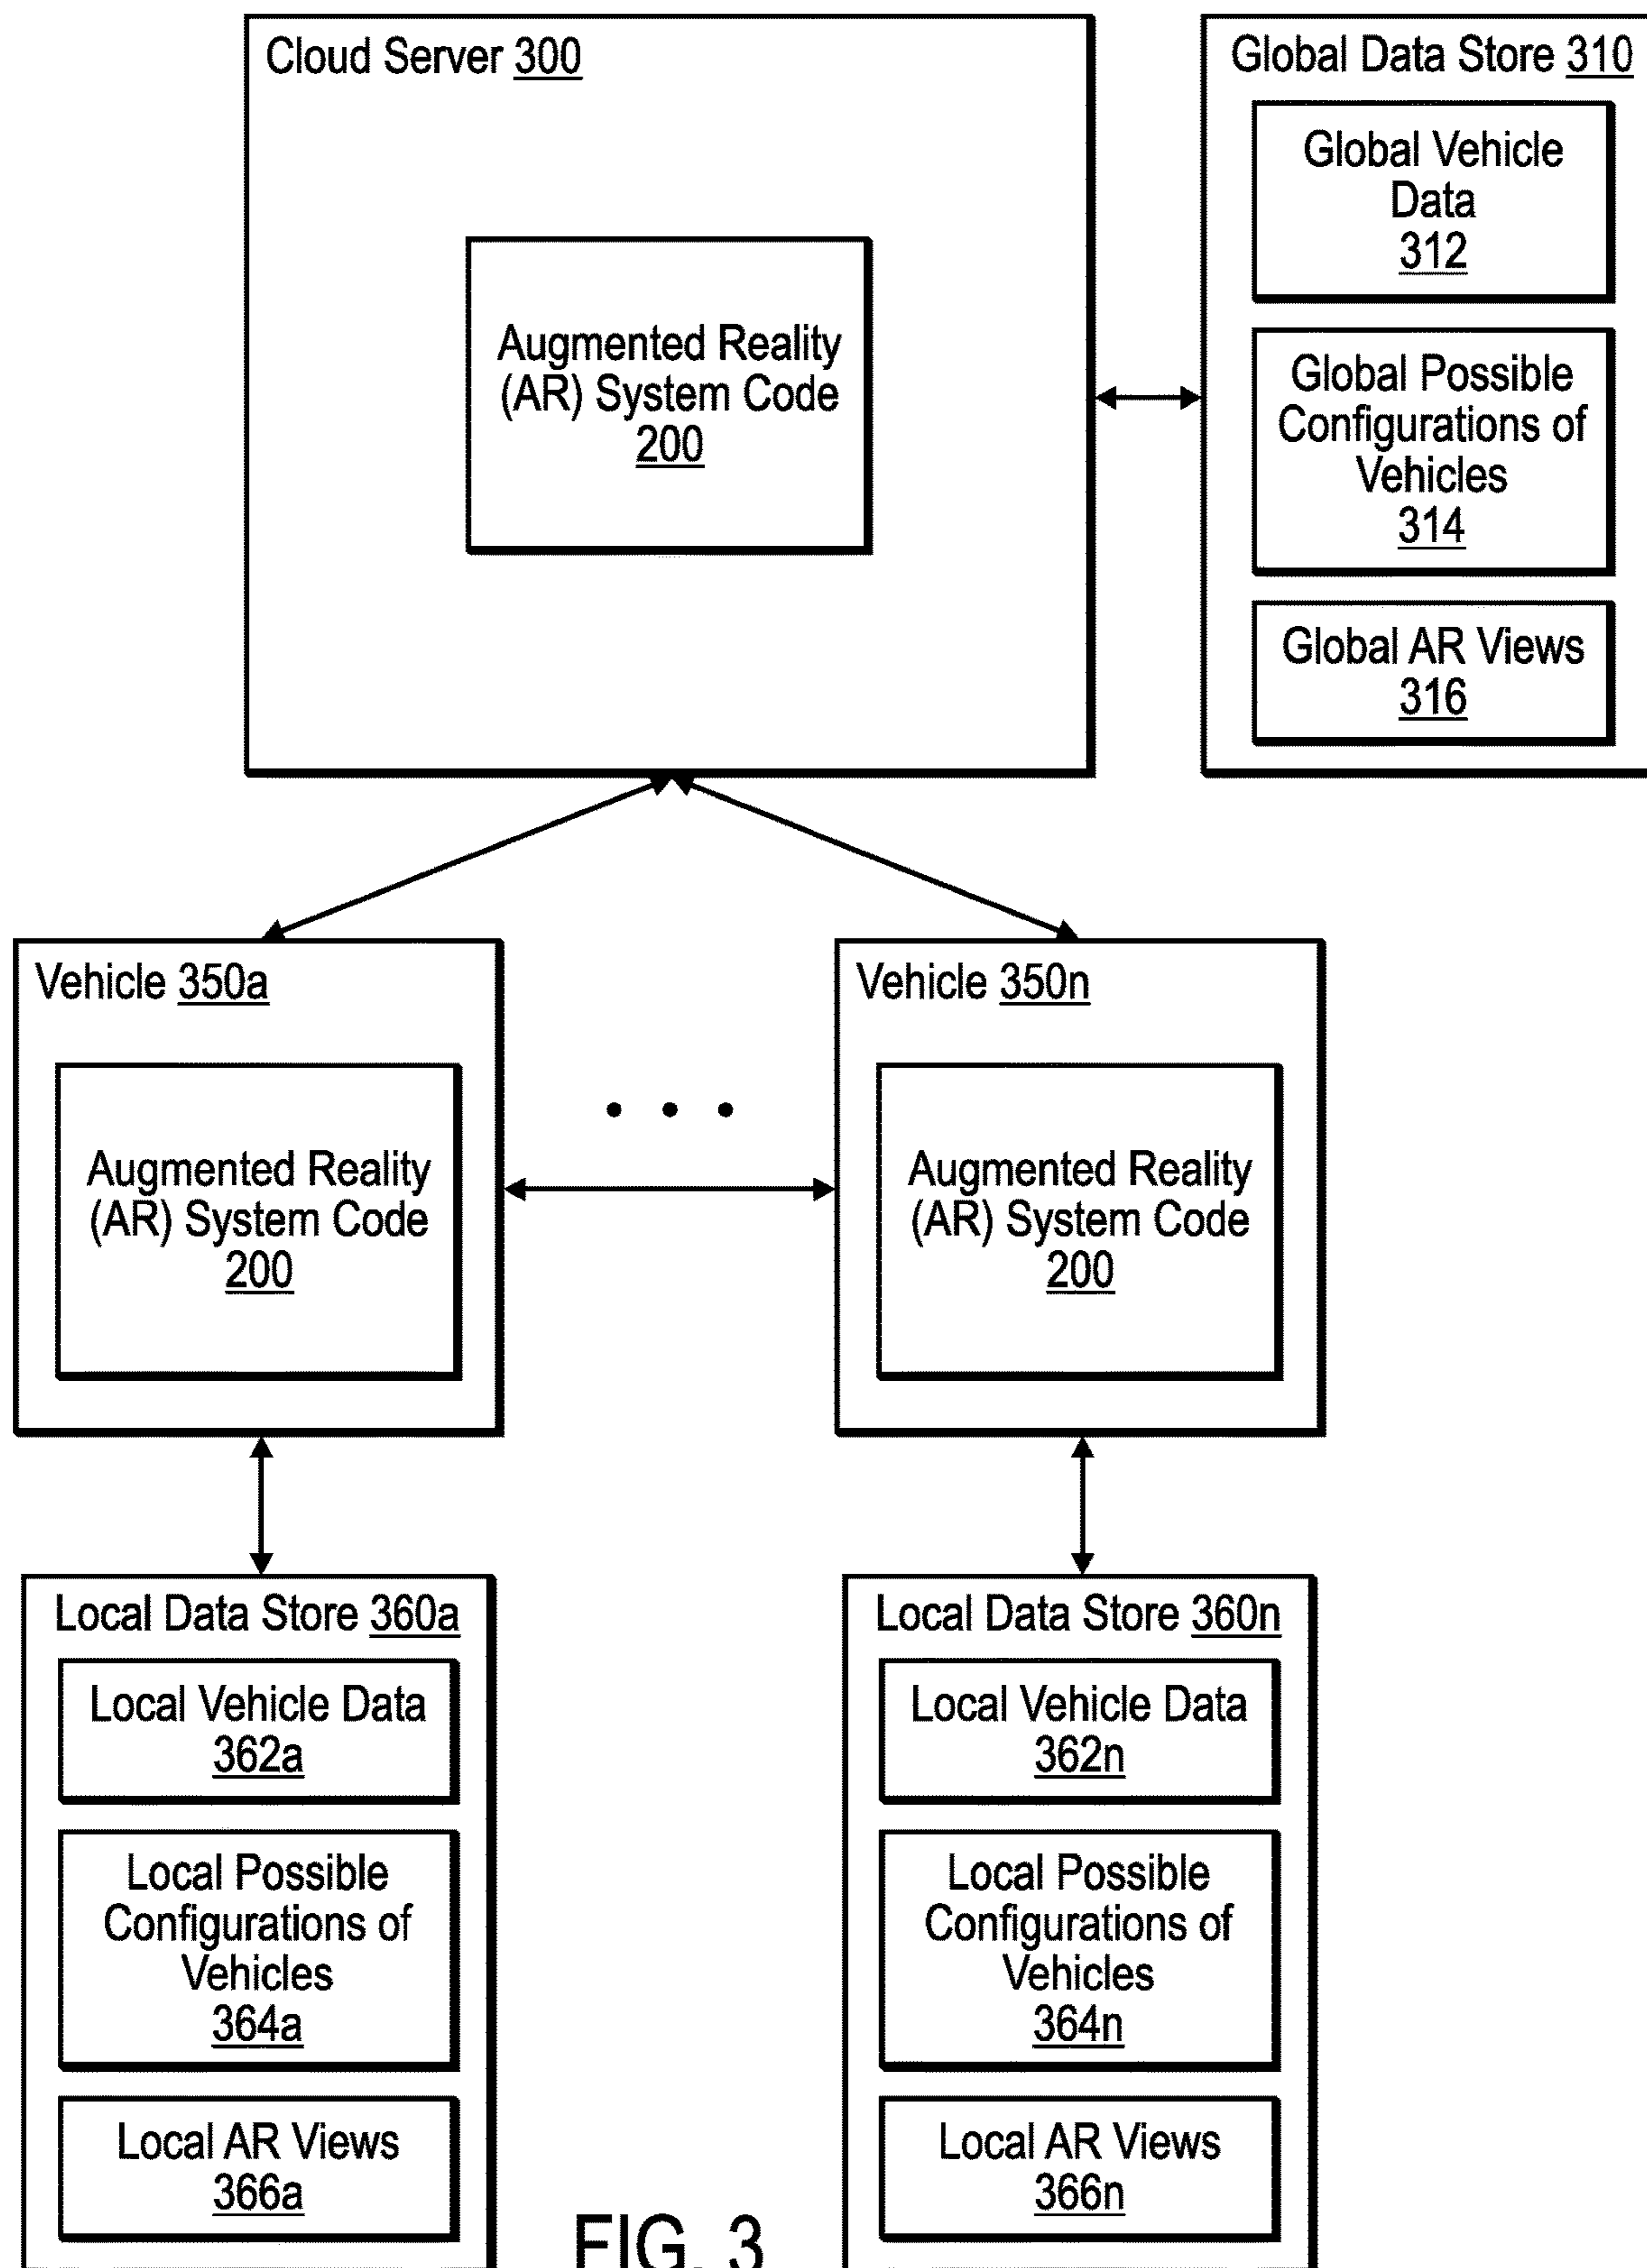 Cloud Server 300
Augmented Reality
(AR) System Code
200
Global Data Store 310
Global Vehicle
Data
312
Global Possible
Configurations of
Vehicles
314
Global AR Views
316
Vehicle 350a
Augmented Reality
(AR) System Code
200
. . .
Vehicle 350n
Augmented Reality
(AR) System Code
200
Local Data Store 360a
Local Vehicle Data
362a
Local Possible
Configurations of
Vehicles
364a
Local AR Views
366a
Local Data Store 360n
Local Vehicle Data
362n
Local Possible
Configurations of
Vehicles
364n
Local AR Views
366n
FIG. 3